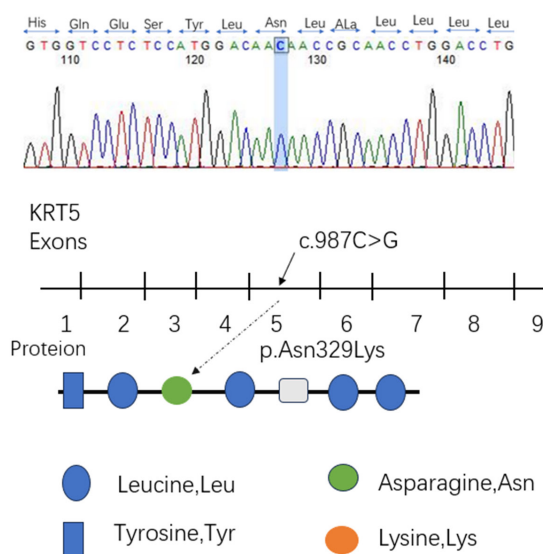 His Gln Glu Ser Tyr Leu Asn Leu ALa Leu Leu Leu Leu
G T G G T C C T C T C C A T G G A C A A C A A C C G C A A C C T G G A C C T G
110 120 130 140
KRT5
Exons
c.987C>G
1 2 3 4 5 6 7 8 9
Proteion
p.Asn329Lys
Leucine,Leu
Asparagine,Asn
Tyrosine,Tyr
Lysine,Lys